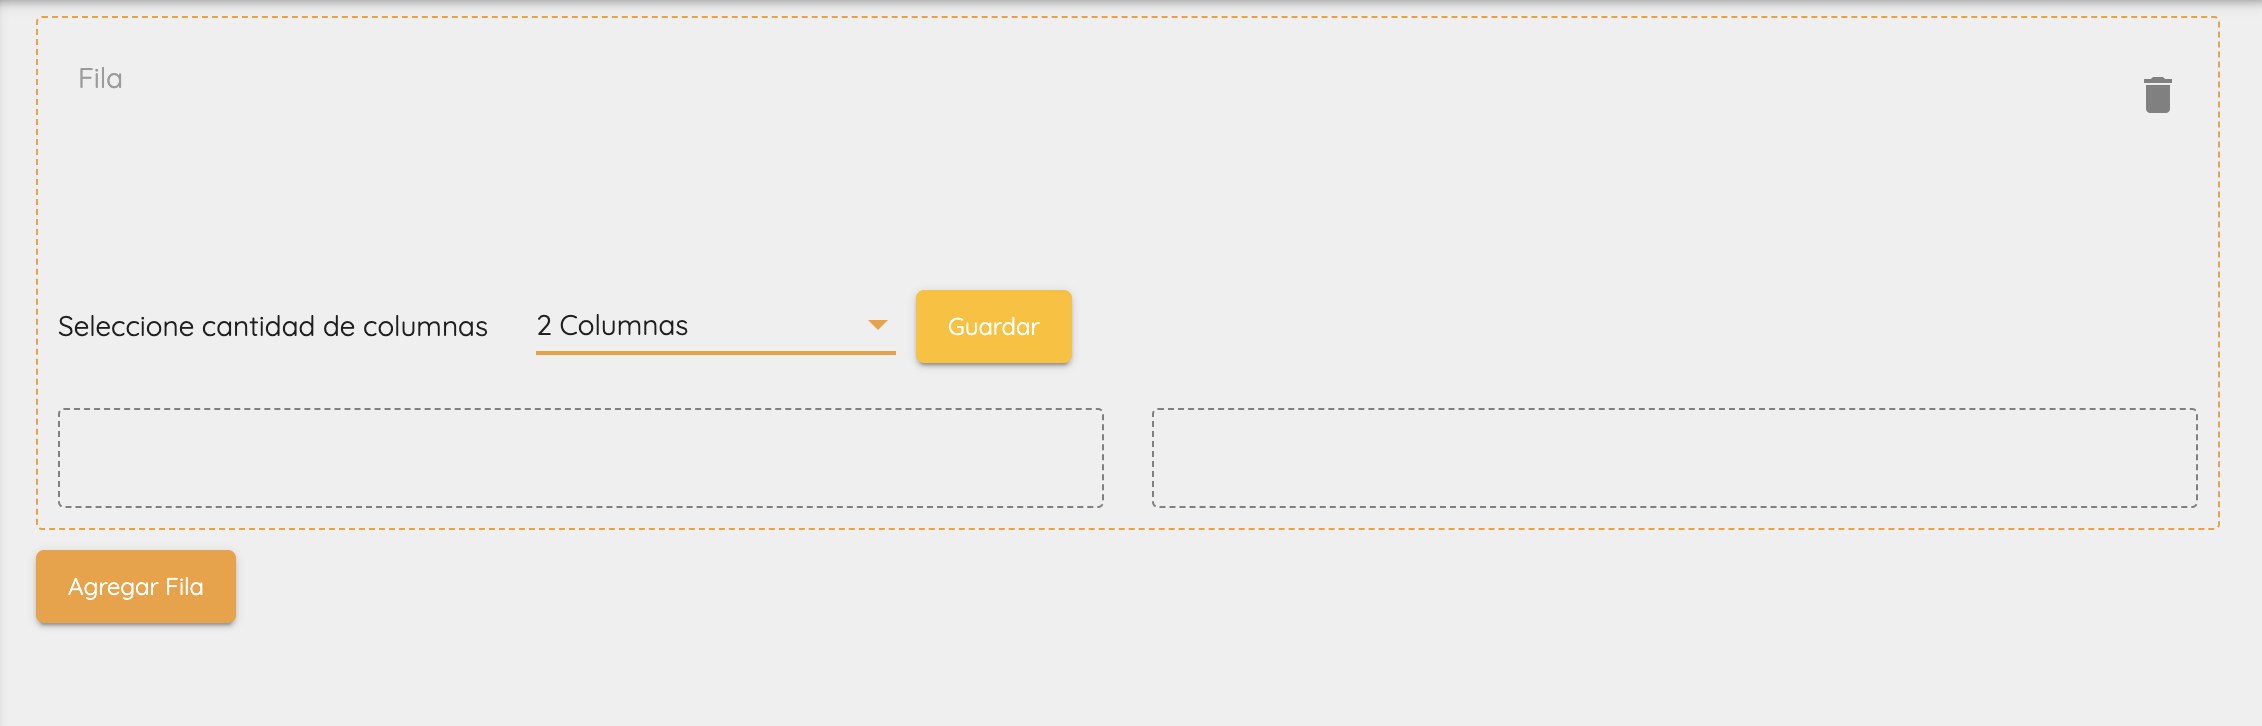 Fila
Seleccione cantidad de columnas 2 Columnas Guardar
Agregar Fila